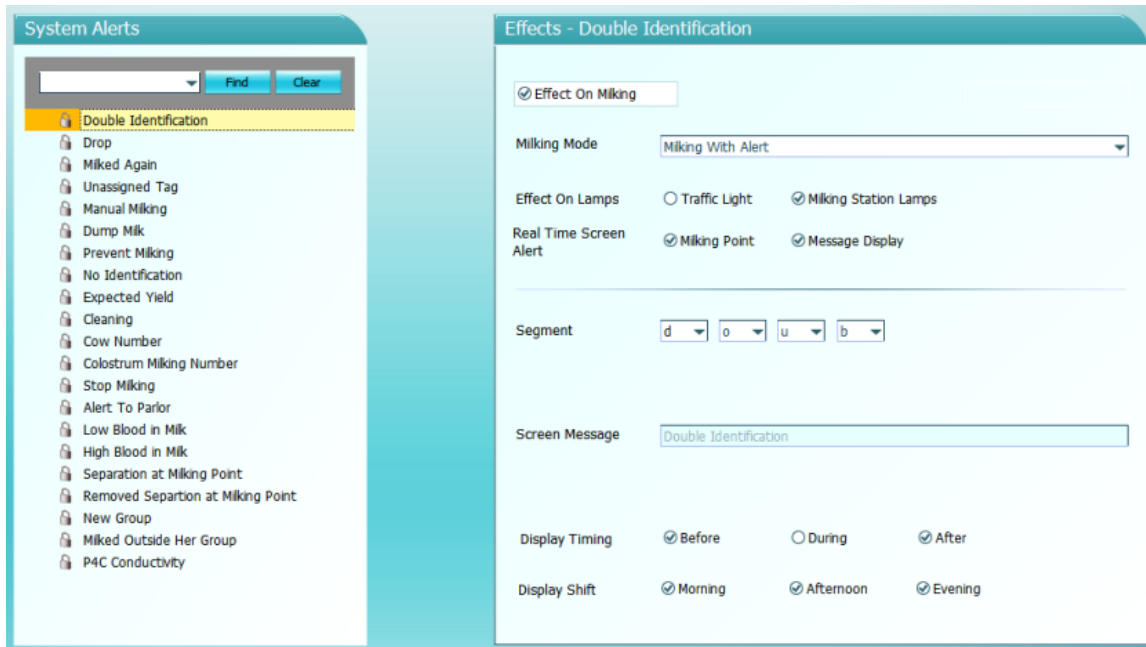 System Alerts
Find Clear
Double Identification
Drop
Milked Again
Unassigned Tag
Manual Milking
Dump Milk
Prevent Milking
No Identification
Expected Yield
Cleaning
Cow Number
Colostrum Milking Number
Stop Milking
Alert To Parlor
Low Blood in Milk
High Blood in Milk
Separation at Milking Point
Removed Separtion at Milking Point
New Group
Milked Outside Her Group
P4C Conductivity
Effects - Double Identification
Effect On Milking
Milking Mode Milking With Alert
Effect On Lamps Traffic Light Milking Station Lamps
Real Time Screen
Alert Milking Point Message Display
Segment d o u b
Screen Message Double Identification
Display Timing Before During After
Display Shift Morning Afternoon Evening